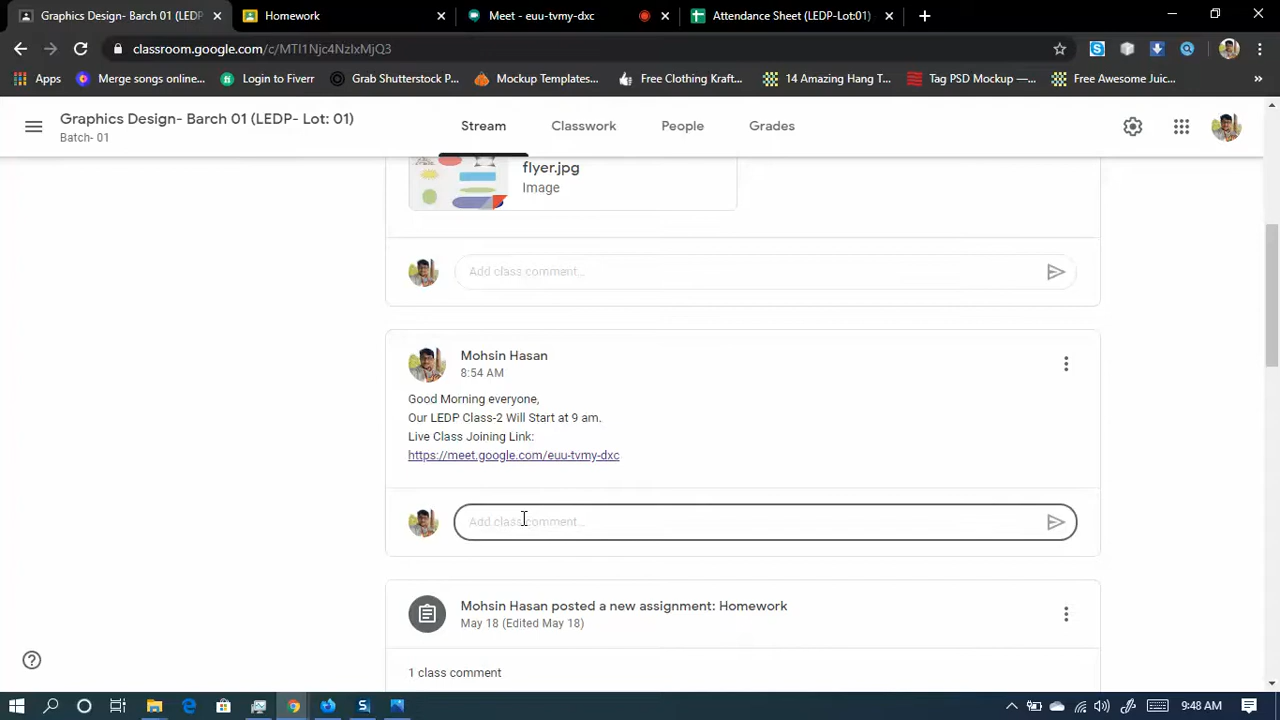 Graphics Design- Barch 01 (LEDP
Homework
Meet - euu-tvmy-dxc
Attendance Sheet (LEDP-Lot01)
classroom.google.com/c/MTI1Njc4NzIxMjQ3
Apps
Merge songs online...
Login to Fiverr
Grab Shutterstock P...
Mockup Templates...
Free Clothing Kraft...
14 Amazing Hang T...
Tag PSD Mockup —...
Free Awesome Juic...
Graphics Design- Barch 01 (LEDP- Lot: 01)
Batch- 01
Stream
Classwork
People
Grades
flyer.jpg
Image
Add class comment...
Mohsin Hasan
8:54 AM
Good Morning everyone,
Our LEDP Class-2 Will Start at 9 am.
Live Class Joining Link:
https://meet.google.com/euu-tvmy-dxc
Add class comment...
Mohsin Hasan posted a new assignment: Homework
May 18 (Edited May 18)
1 class comment
9:48 AM